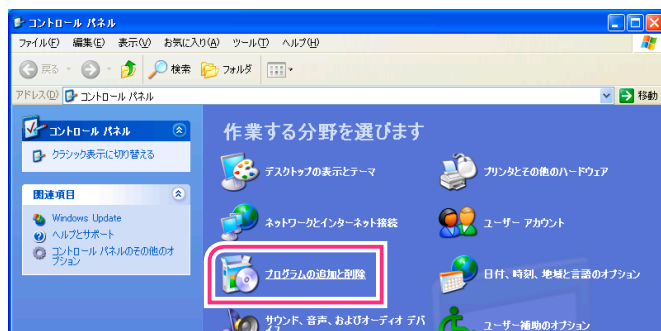 コントロール パネル
ファイル(F) 編集(E) 表示(V) お気に入り(A) ツール(T) ヘルプ(H)
戻る 検索 フォルダ
アドレス(D) コントロール パネル 移動
コントロール パネル
クラシック表示に切り替える
関連項目
Windows Update
ヘルプとサポート
コントロール パネルのその他のオ
プション
作業する分野を選びます
デスクトップの表示とテーマ
プリンタとその他のハードウェア
ネットワークとインターネット接続
ユーザー アカウント
プログラムの追加と削除
日付、時刻、地域と言語のオプション
サウンド、音声、およびオーディオ デバ
イス
ユーザー補助のオプション